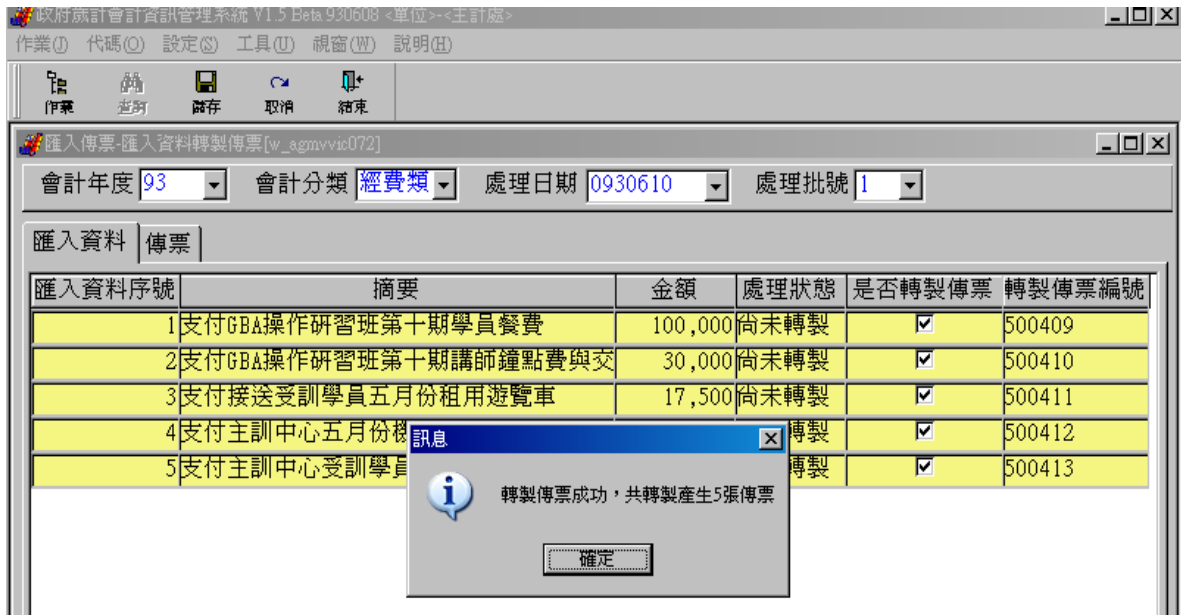 政府歲計會計資訊管理系統 V1.5 Beta 930608 <單位>-<主計處>
作業(J) 代碼(O) 設定(S) 工具(U) 視窗(W) 說明(H)
作業 查詢 儲存 取消 結束
匯入傳票-匯入資料轉製傳票[w_agmvvic072]
會計年度 93 會計分類 經費類 處理日期 0930610 處理批號 1
匯入資料 傳票
匯入資料序號 摘要 金額 處理狀態 是否轉製傳票 轉製傳票編號
1 支付GBA操作研習班第十期學員餐費 100,000 尚未轉製 500409
2 支付GBA操作研習班第十期講師鐘點費與交 30,000 尚未轉製 500410
3 支付接送受訓學員五月份租用遊覽車 17,500 尚未轉製 500411
4 支付主訓中心五月份 轉製 500412
5 支付主訓中心受訓學員 轉製 500413
訊息
轉製傳票成功，共轉製產生5張傳票
確定